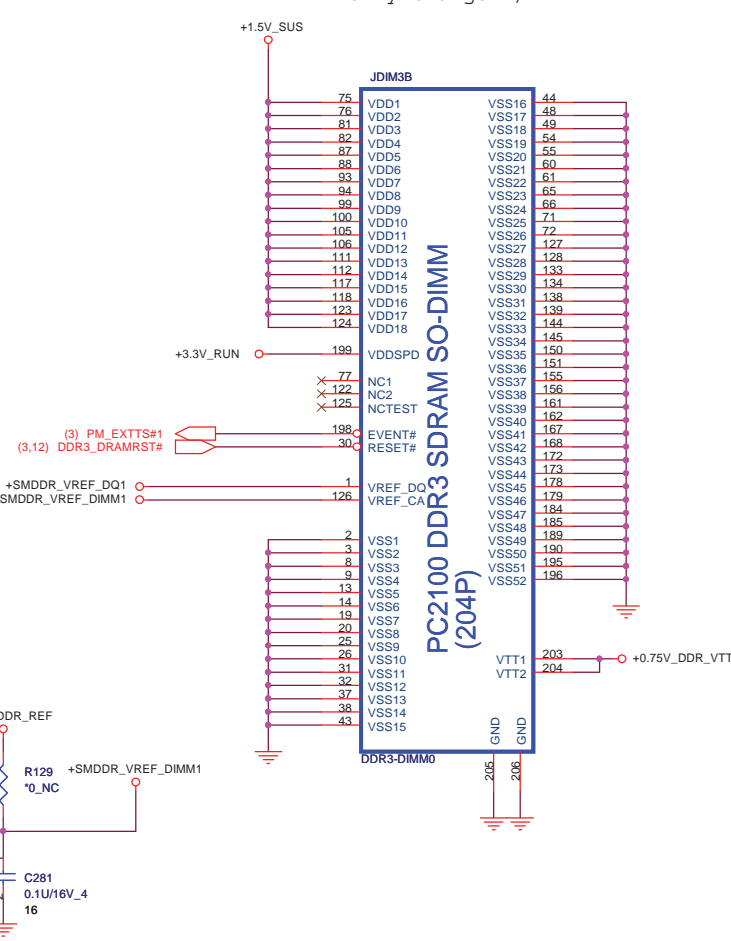 +1.5V_SUS
JDIM3B
75 VDD1 VSS16 44
76 VDD2 VSS17 48
81 VDD3 VSS18 49
82 VDD4 VSS19 54
87 VDD5 VSS20 55
88 VDD6 VSS21 60
93 VDD7 VSS22 61
94 VDD8 VSS23 65
99 VDD9 VSS24 66
100 VDD10 VSS25 71
105 VDD11 VSS26 72
106 VDD12 VSS27 127
111 VDD13 VSS28 128
112 VDD14 VSS29 133
117 VDD15 VSS30 134
118 VDD16 VSS31 138
123 VDD17 VSS32 139
124 VDD18 VSS33 144
VSS34 145
+3.3V_RUN 199 VDDSPD VSS35 150
VSS36 151
77 NC1 VSS37 155
122 NC2 VSS38 156
125 NCTEST VSS39 161
VSS40 162
(3) PM_EXTTS#1 198 EVENT# VSS41 167
(3,12) DDR3_DRAMRST# 30 RESET# VSS42 168
VSS43 172
VSS44 173
+SMDDR_VREF_DQ1 1 VREF_DQ VSS45 178
SMDDR_VREF_DIMM1 126 VREF_CA VSS46 179
VSS47 184
VSS48 185
2 VSS1 VSS49 189
3 VSS2 VSS50 190
8 VSS3 VSS51 195
9 VSS4 VSS52 196
13 VSS5
14 VSS6
19 VSS7
20 VSS8
25 VSS9
26 VSS10 VTT1 203 +0.75V_DDR_VTT
31 VSS11 VTT2 204
32 VSS12
37 VSS13
38 VSS14
43 VSS15
PC2100 DDR3 SDRAM SO-DIMM
(204P)
GND GND
205 206
DDR3-DIMM0
DDR_REF
R129
*0_NC
+SMDDR_VREF_DIMM1
C281
0.1U/16V_4
16